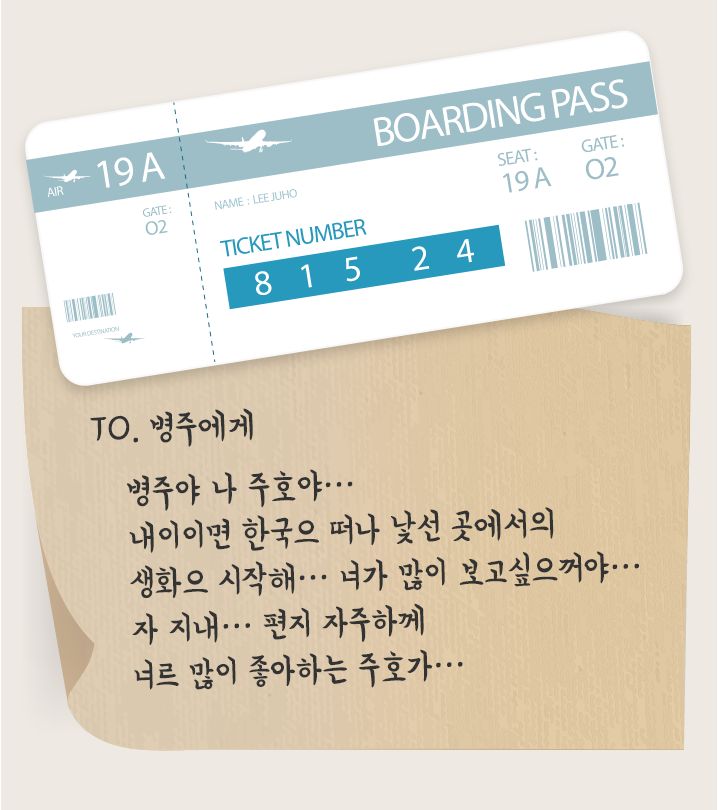 BOARDING PASS
AIR 19 A
SEAT : 19 A
GATE : O2
GATE : O2
NAME : LEE JUHO
TICKET NUMBER
8 1 5 2 4
YOUR DESTINATION
TO. 병주에게
병주야 나 주호야…
내이이면 한국으 떠나 낯선 곳에서의
생화으 시작해… 너가 많이 보고싶으꺼야…
자 지내… 편지 자주하께
너르 많이 좋아하는 주호가…